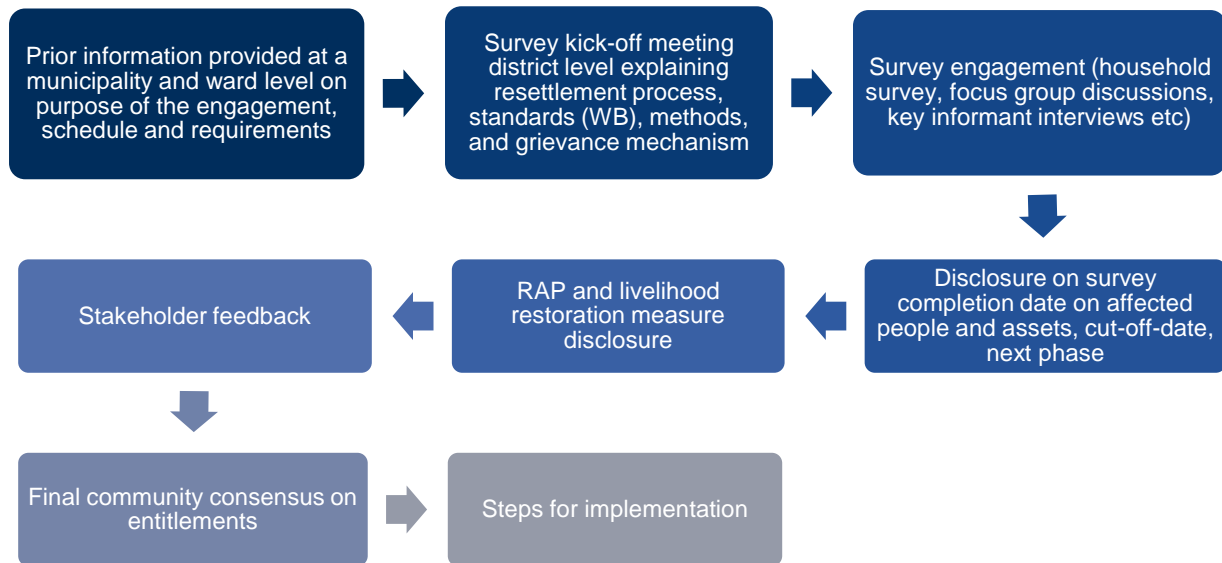 Prior information provided at a
municipality and ward level on
purpose of the engagement,
schedule and requirements
Survey kick-off meeting
district level explaining
resettlement process,
standards (WB), methods,
and grievance mechanism
Survey engagement (household
survey, focus group discussions,
key informant interviews etc)
Disclosure on survey
completion date on affected
people and assets, cut-off-date,
next phase
RAP and livelihood
restoration measure
disclosure
Stakeholder feedback
Final community consensus on
entitlements
Steps for implementation